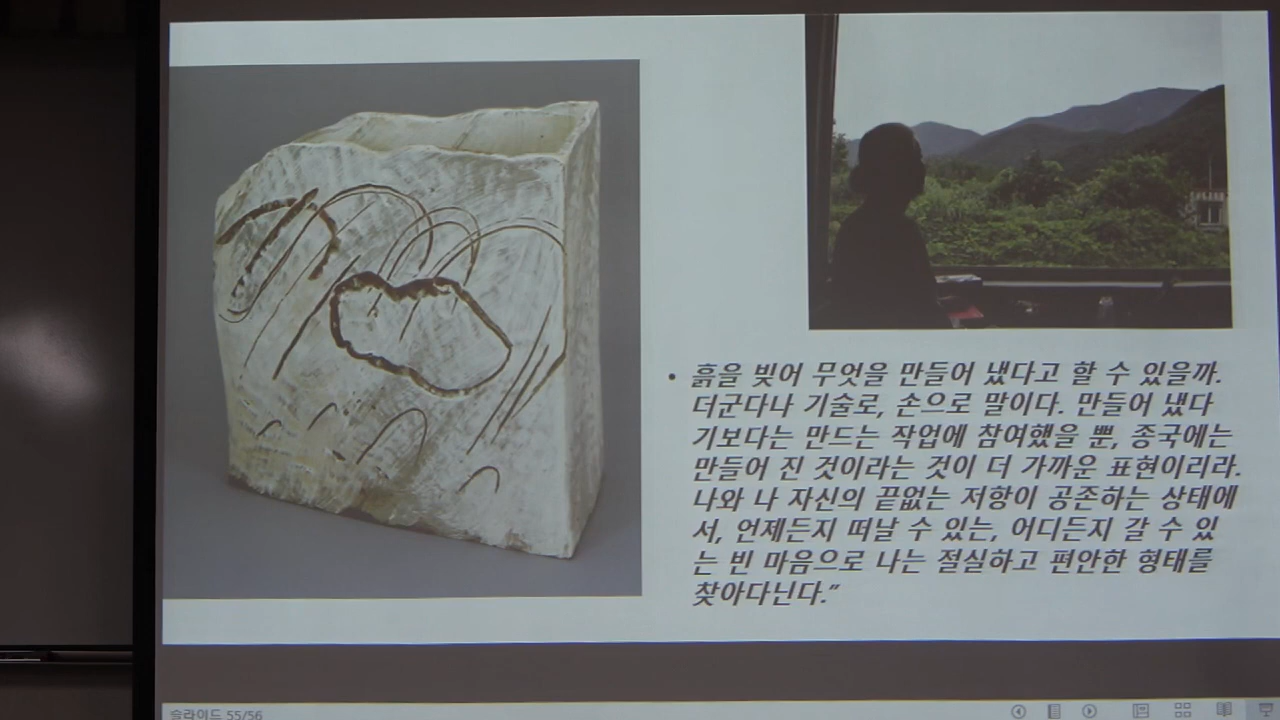 • 흙을 빚어 무엇을 만들어 냈다고 할 수 있을까.
더군다나 기술로, 손으로 말이다. 만들어 냈다
기보다는 만드는 작업에 참여했을 뿐, 종국에는
만들어 진 것이라는 것이 더 가까운 표현이리라.
나와 나 자신의 끝없는 저항이 공존하는 상태에
서, 언제든지 떠날 수 있는, 어디든지 갈 수 있
는 빈 마음으로 나는 절실하고 편안한 형태를
찾아다닌다.”
슬라이드 55/56